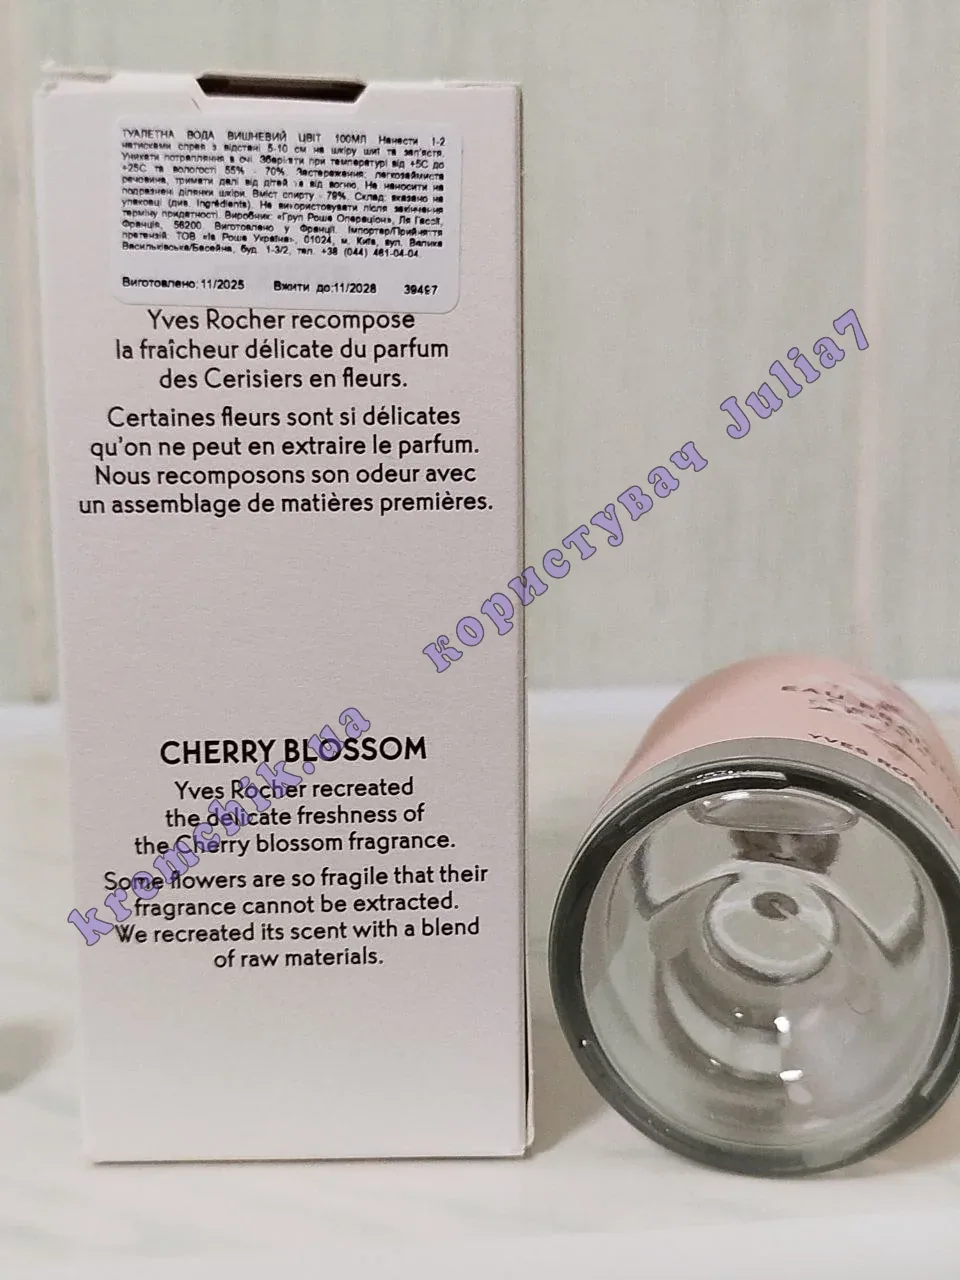 ТУАЛЕТНА ВОДА ВИШНЕВИЙ ЦВІТ 100МЛ Нанести 1-2
натисками спрея з відстані 5-10 см на шкіру шиї та зап'ястя.
Уникати потрапляння в очі. Зберігати при температурі від +5С до
+25С та вологості 55% - 70%. Застереження: легкозаймиста
речовина, тримати далі від дітей та від вогню. Не наносити на
подразнені ділянки шкіри. Вміст спирту - 79%. Склад: вказано на
упаковці (див. Ingrédients). Не використовувати після закінчення
терміну придатності. Виробник: «Груп Роше Операціон», Ля Гасій,
Франція, 56200. Виготовлено у Франції. Імпортер/Прийняття
претензій: ТОВ «Ів Роше Україна», 01024, м. Київ, вул. Велика
Васильківська/Басейна, буд. 1-3/2, тел. +38 (044) 461-04-04.
Виготовлено: 11/2025 Вжити до:11/2028 39497
Yves Rocher recompose
la fraîcheur délicate du parfum
des Cerisiers en fleurs.
Certaines fleurs sont si délicates
qu'on ne peut en extraire le parfum.
Nous recomposons son odeur avec
un assemblage de matières premières.
CHERRY BLOSSOM
Yves Rocher recreated
the delicate freshness of
the Cherry blossom fragrance.
Some flowers are so fragile that their
fragrance cannot be extracted.
We recreated its scent with a blend
of raw materials.
EAU
YVES ROCHER
kremchik.ua користувач Julia7